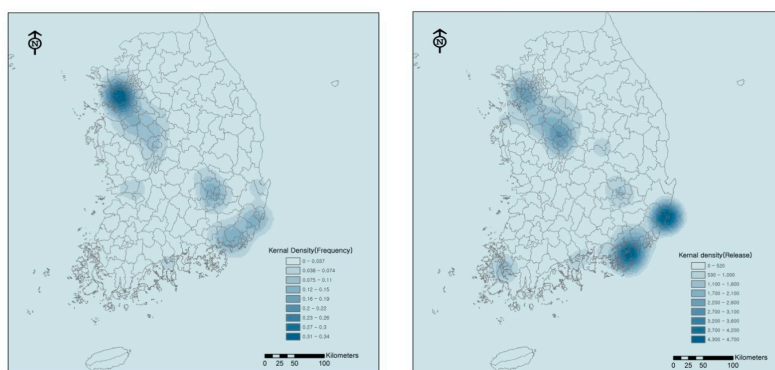 N
Kernal Density(Frequency)
0 - 0.037
0.038 - 0.074
0.075 - 0.11
0.12 - 0.15
0.16 - 0.19
0.2 - 0.22
0.23 - 0.26
0.27 - 0.3
0.31 - 0.34
Kilometers
0 25 50 100
N
Kernal density(Release)
0 - 520
530 - 1,000
1,100 - 1,600
1,700 - 2,100
2,200 - 2,600
2,700 - 3,100
3,200 - 3,600
3,700 - 4,200
4,300 - 4,700
Kilometers
0 25 50 100